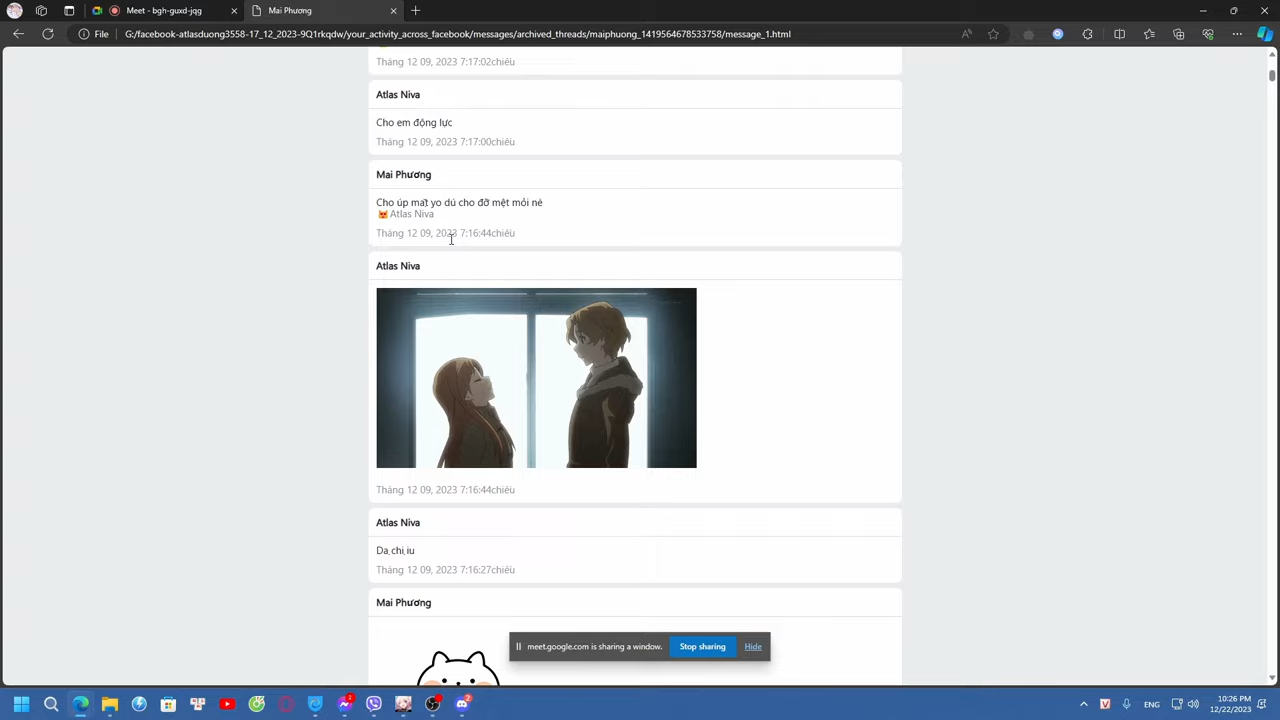 Meet - bgh-guxd-jqg
Mai Phương
File
G:/facebook-atlasduong3558-17_12_2023-9Q1rkqdw/your_activity_across_facebook/messages/archived_threads/maiphuong_1419564678533758/message_1.html
Tháng 12 09, 2023 7:17:02chiều
Atlas Niva
Cho em động lực
Tháng 12 09, 2023 7:17:00chiều
Mai Phương
Cho úp mặt vo dú cho đỡ mệt mỏi nè
Atlas Niva
Tháng 12 09, 2023 7:16:44chiều
Atlas Niva
Tháng 12 09, 2023 7:16:44chiều
Atlas Niva
Dạ chị iu
Tháng 12 09, 2023 7:16:27chiều
Mai Phương
meet.google.com is sharing a window.
Stop sharing
Hide
ENG
10:26 PM
12/22/2023